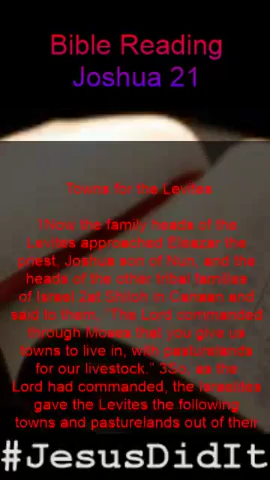 Bible Reading
Joshua 21
Towns for the Levites
1Now the family heads of the
Levites approached Eleazar the
priest, Joshua son of Nun, and the
heads of the other tribal families
of Israel 2at Shiloh in Canaan and
said to them, "The Lord commanded
through Moses that you give us
towns to live in, with pasturelands
for our livestock." 3So, as the
Lord had commanded, the Israelites
gave the Levites the following
towns and pasturelands out of their
#JesusDidIt